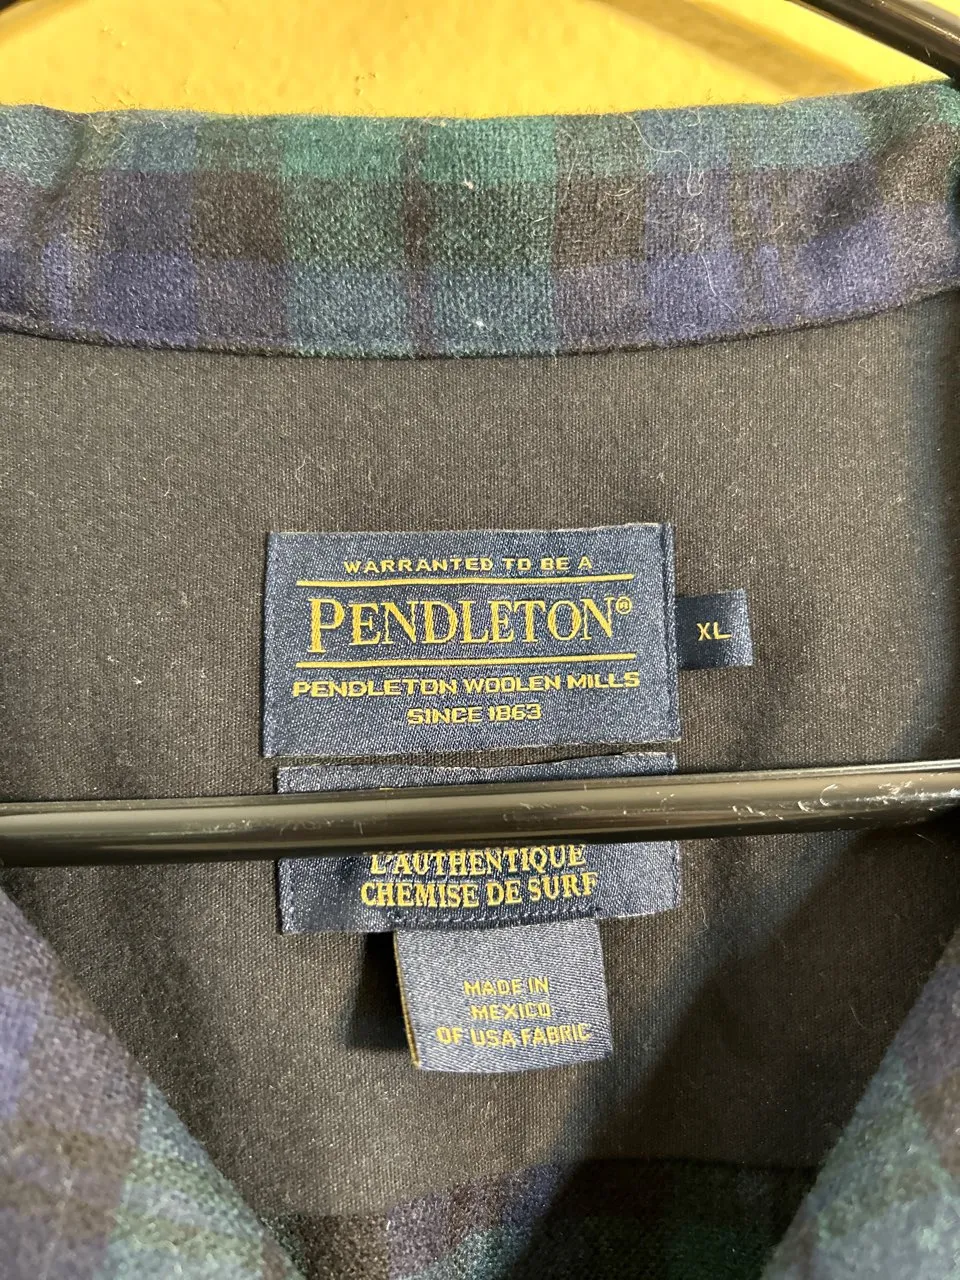 WARRANTED TO BE A
PENDLETON®
PENDLETON WOOLEN MILLS
SINCE 1863
XL
L'AUTHENTIQUE
CHEMISE DE SURF
MADE IN
MEXICO
OF USA FABRIC